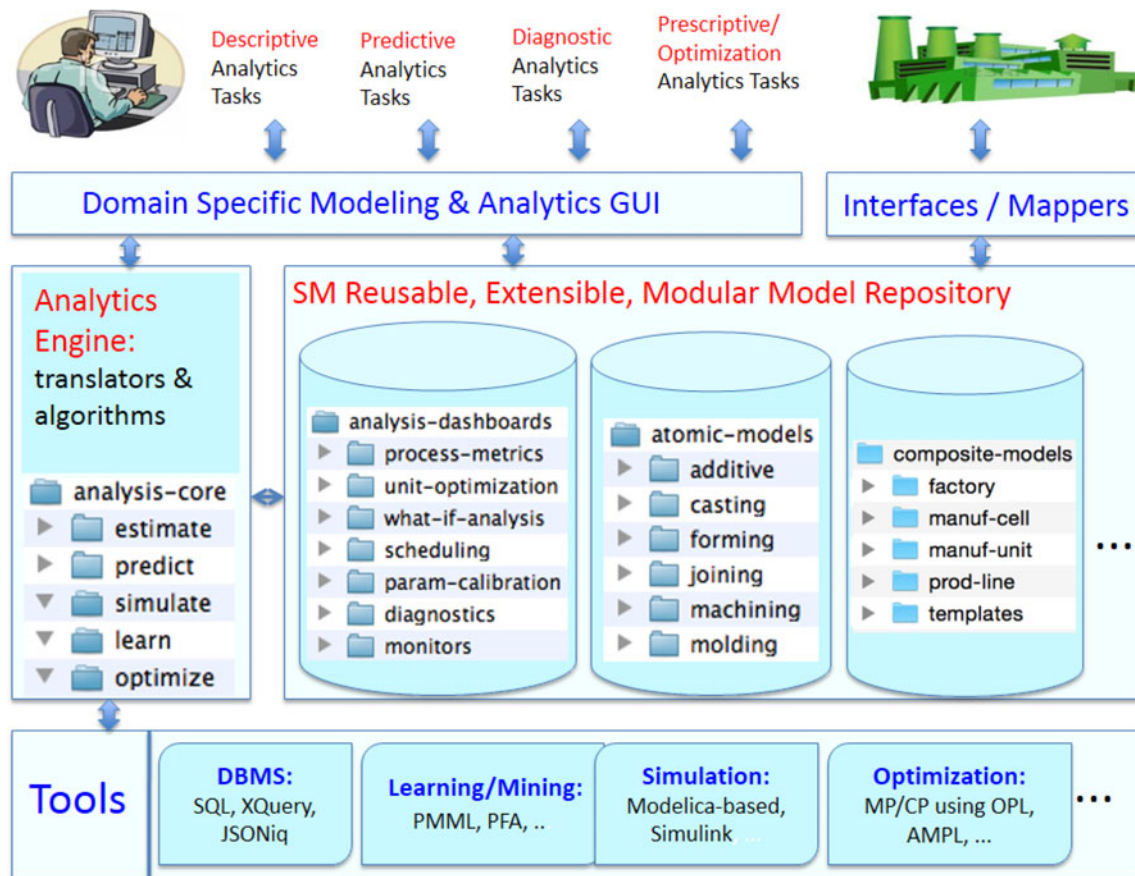 Descriptive
Analytics
Tasks
Predictive
Analytics
Tasks
Diagnostic
Analytics
Tasks
Prescriptive/
Optimization
Analytics Tasks
Domain Specific Modeling & Analytics GUI
Interfaces / Mappers
Analytics
Engine:
translators &
algorithms
analysis-core
estimate
predict
simulate
learn
optimize
SM Reusable, Extensible, Modular Model Repository
analysis-dashboards
process-metrics
unit-optimization
what-if-analysis
scheduling
param-calibration
diagnostics
monitors
atomic-models
additive
casting
forming
joining
machining
molding
composite-models
factory
manuf-cell
manuf-unit
prod-line
templates
...
Tools
DBMS:
SQL, XQuery,
JSONiq
Learning/Mining:
PMML, PFA, ..
Simulation:
Modelica-based,
Simulink, ...
Optimization:
MP/CP using OPL,
AMPL, ...
...